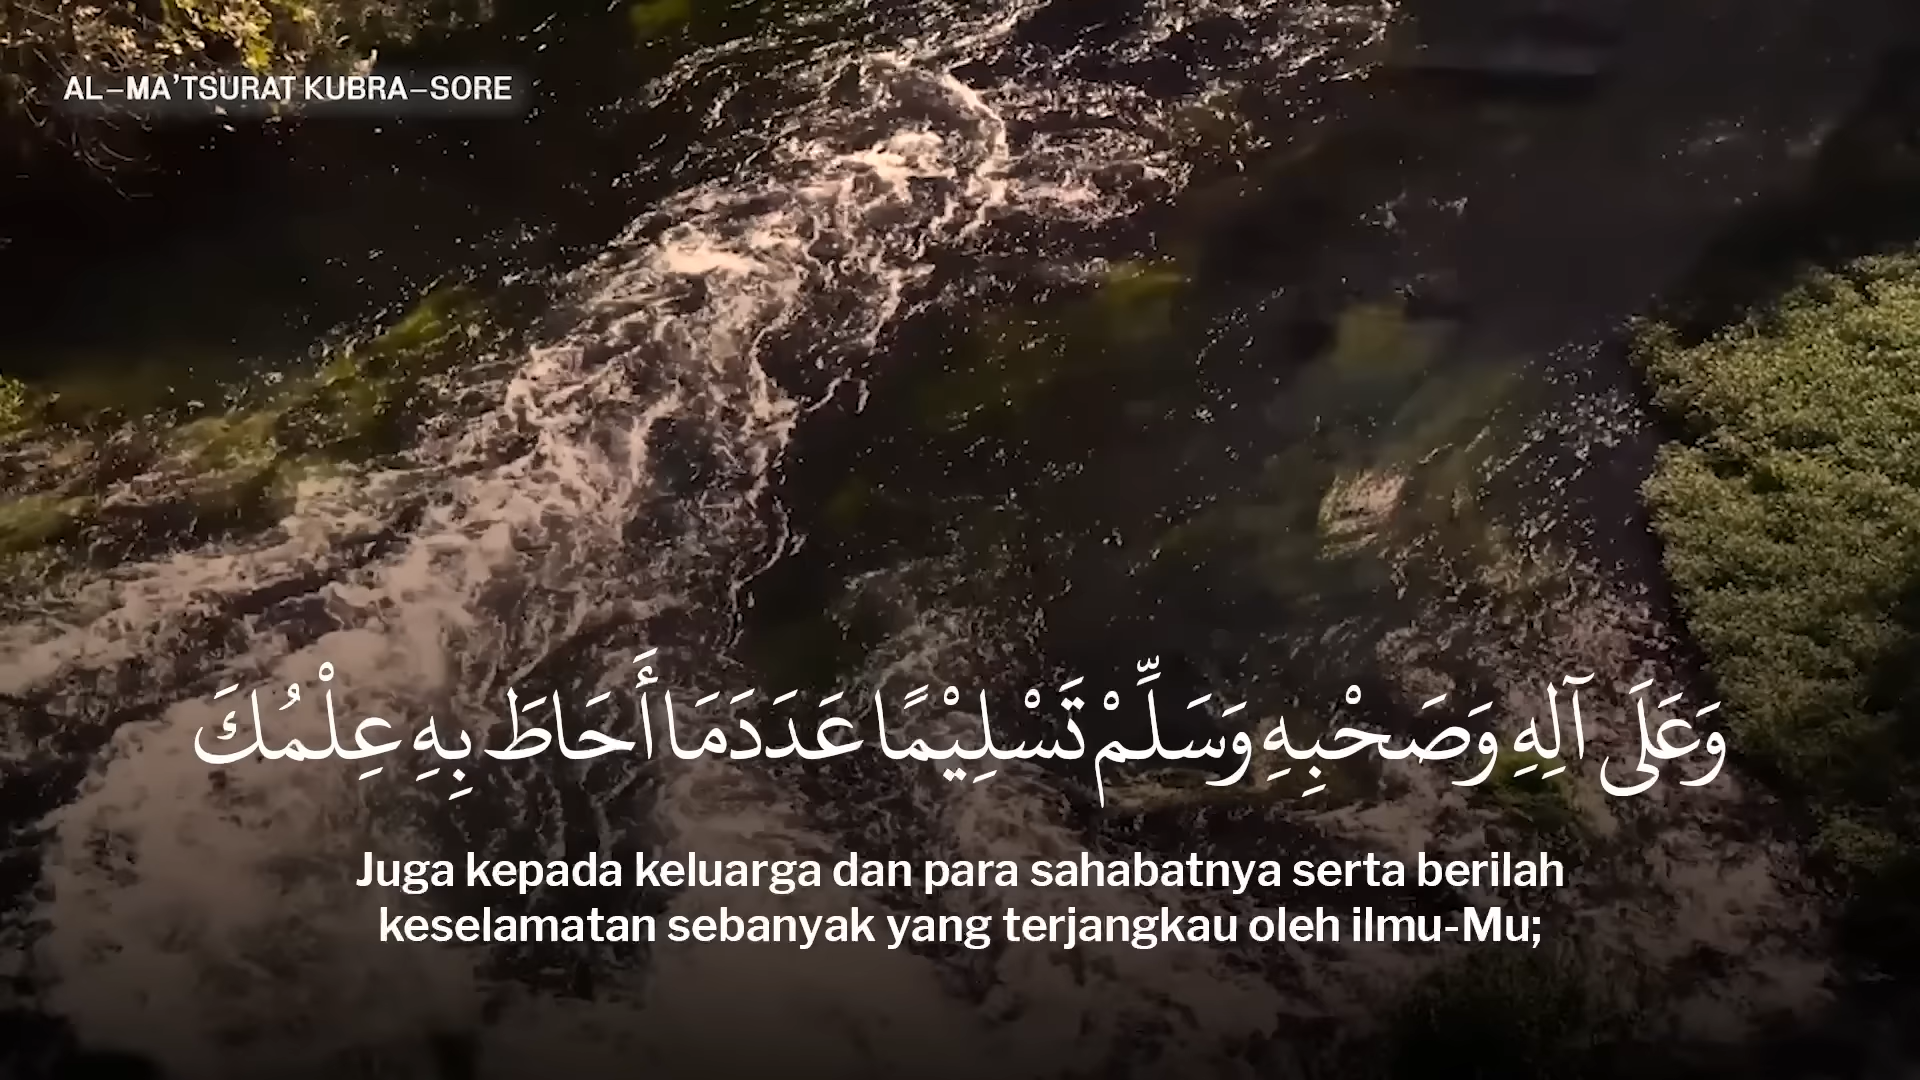 AL–MA’TSURAT KUBRA–SORE
وَعَلَى آلِهِ وَصَحْبِهِ وَسَلِّمْ تَسْلِيْمًا عَدَدَمَا أَحَاطَ بِهِ عِلْمُكَ
Juga kepada keluarga dan para sahabatnya serta berilah
keselamatan sebanyak yang terjangkau oleh ilmu-Mu;